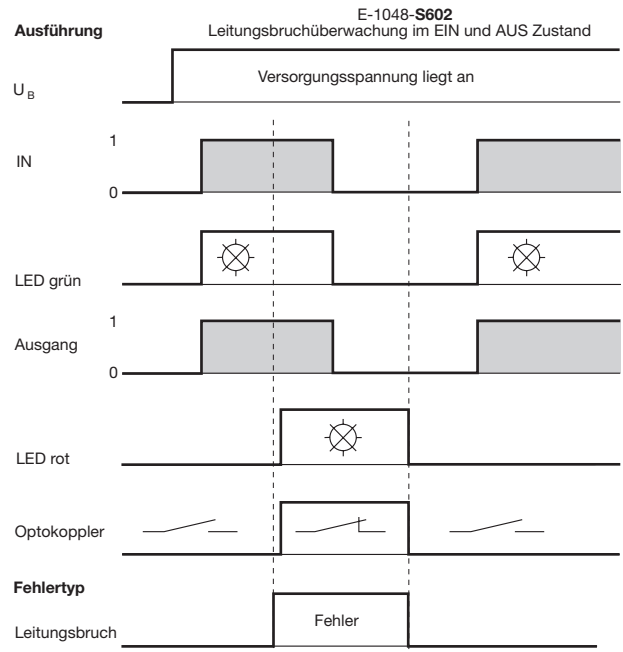 E-1048-S602
Ausführung Leitungsbruchüberwachung im EIN und AUS Zustand
Versorgungsspannung liegt an
U B
1
IN
0
LED grün
1
Ausgang
0
LED rot
Optokoppler
Fehlertyp
Fehler
Leitungsbruch